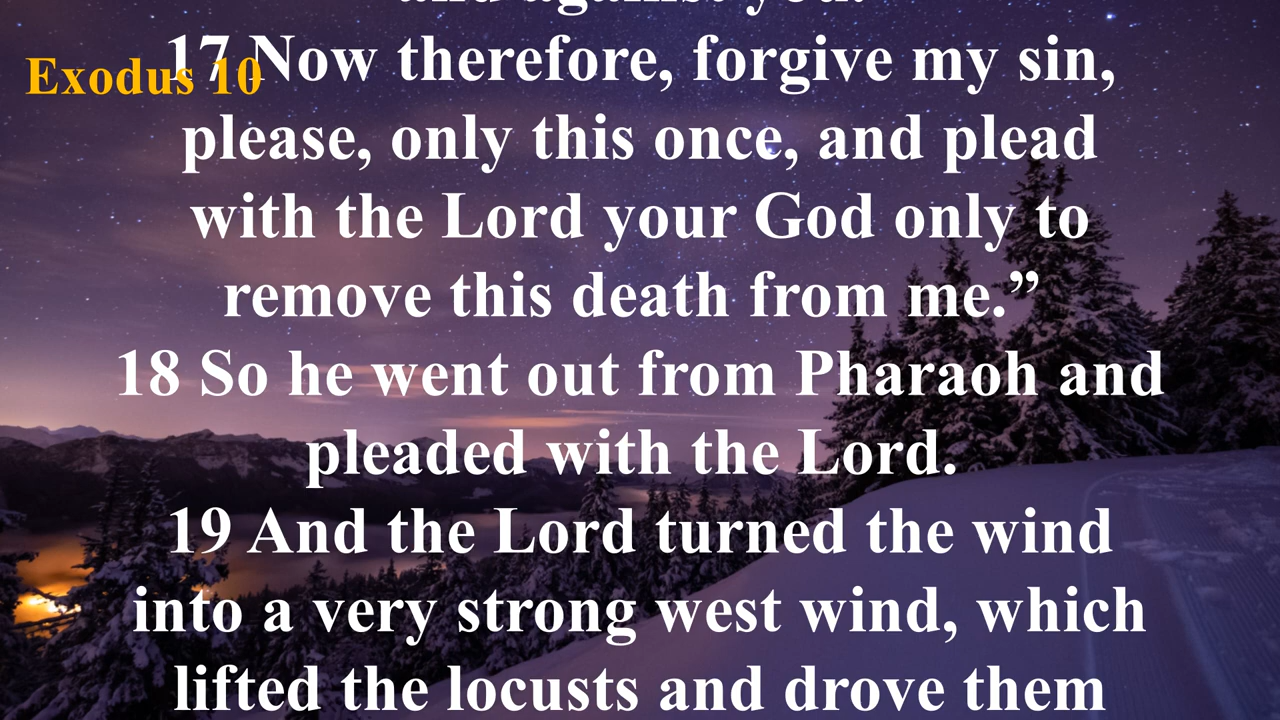 and against you.
Exodus 10
17 Now therefore, forgive my sin,
please, only this once, and plead
with the Lord your God only to
remove this death from me.”
18 So he went out from Pharaoh and
pleaded with the Lord.
19 And the Lord turned the wind
into a very strong west wind, which
lifted the locusts and drove them